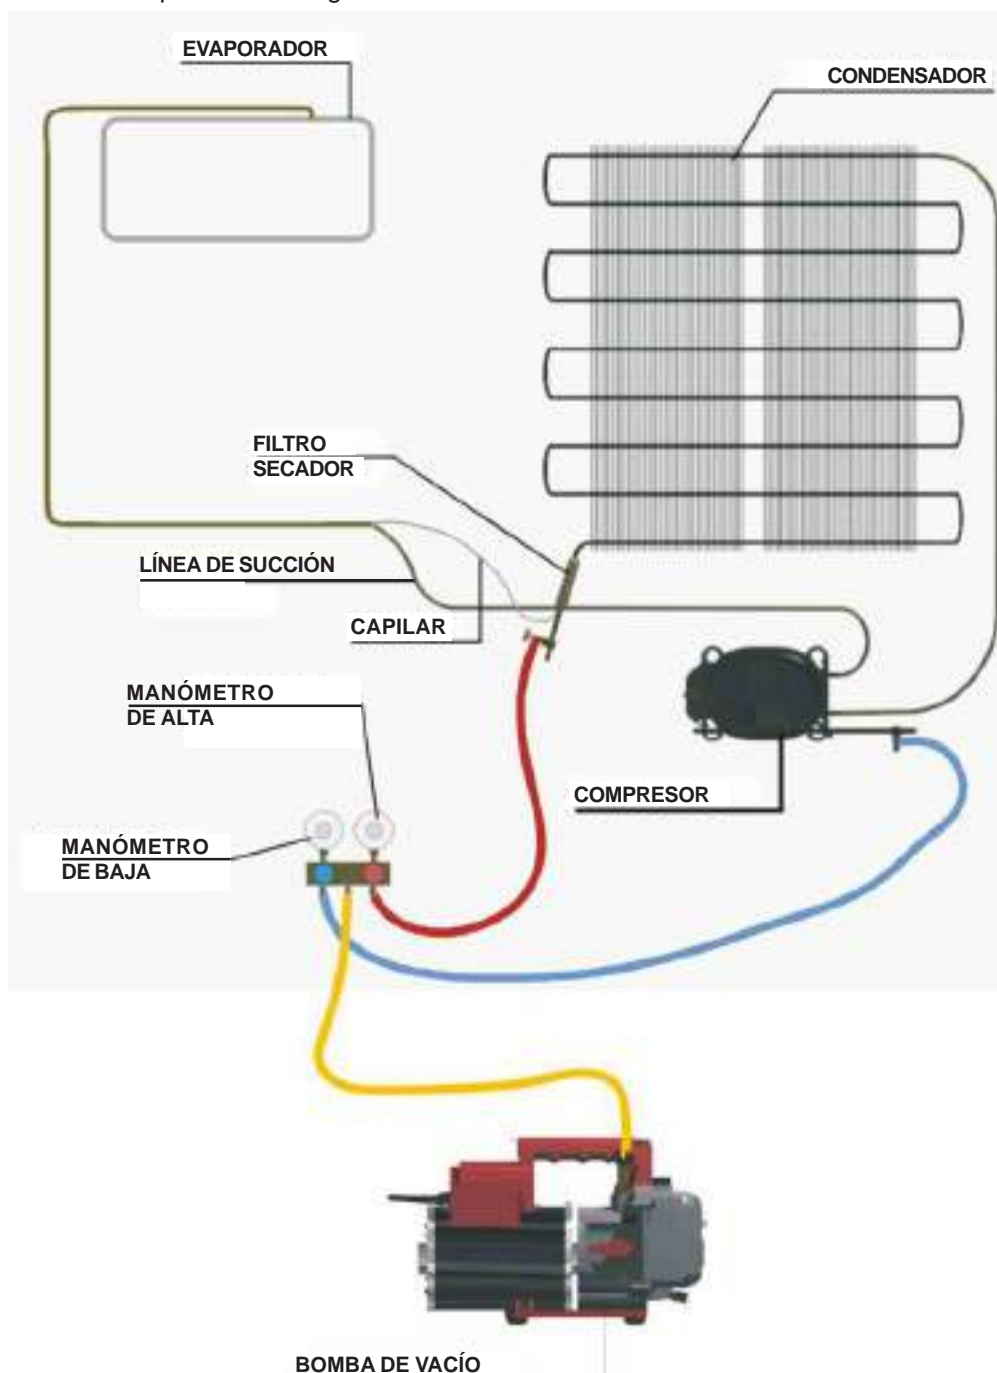 EVAPORADOR
CONDENSADOR
FILTRO
SECADOR
LÍNEA DE SUCCIÓN
CAPILAR
MANÓMETRO
DE ALTA
COMPRESOR
MANÓMETRO
DE BAJA
BOMBA DE VACÍO